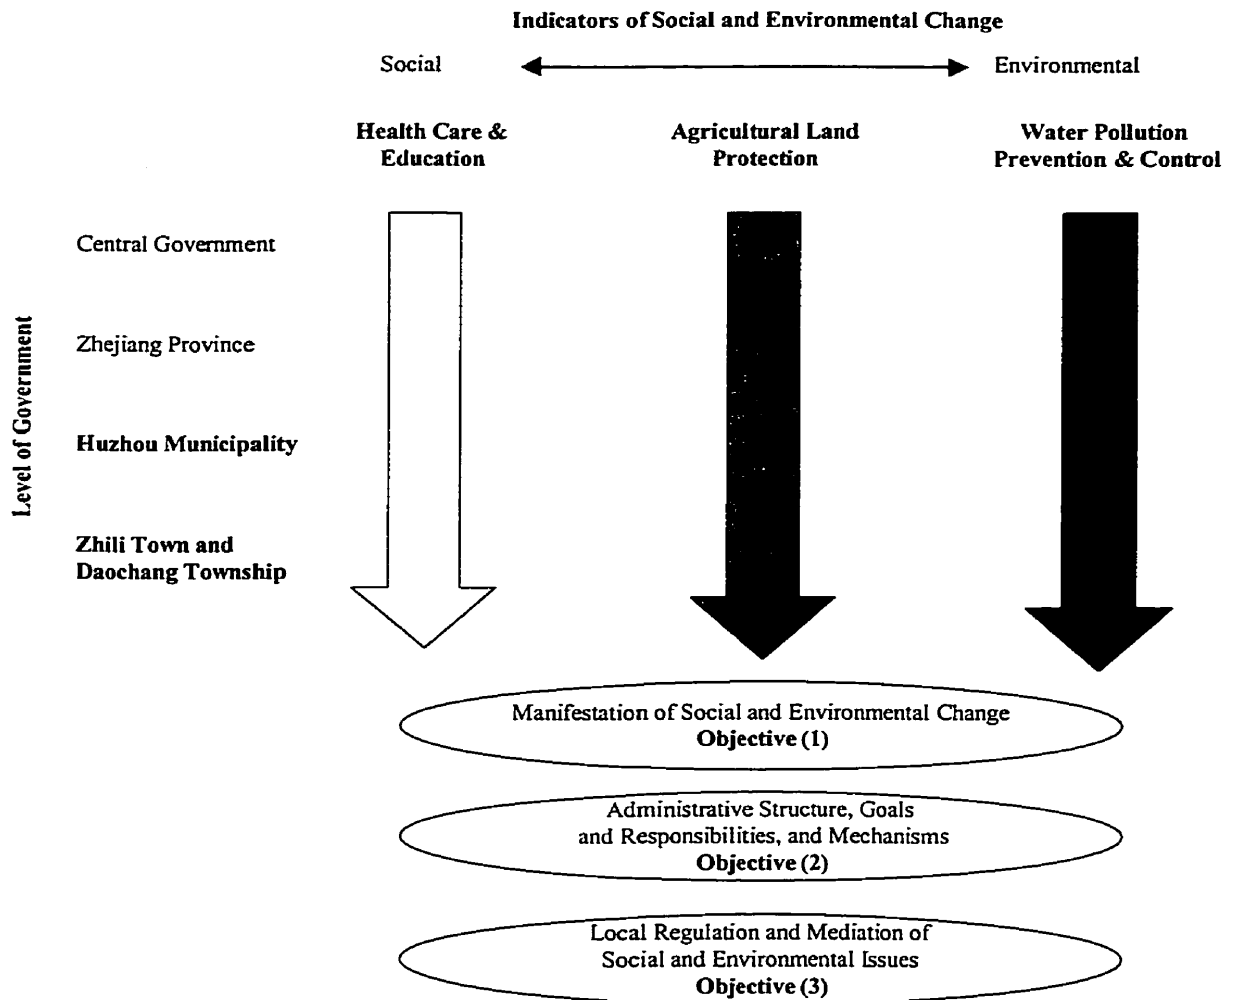 Indicators of Social and Environmental Change
Social
Environmental
Health Care &
Education
Agricultural Land
Protection
Water Pollution
Prevention & Control
Level of Government
Central Government
Zhejiang Province
Huzhou Municipality
Zhili Town and
Daochang Township
Manifestation of Social and Environmental Change
Objective (1)
Administrative Structure, Goals
and Responsibilities, and Mechanisms
Objective (2)
Local Regulation and Mediation of
Social and Environmental Issues
Objective (3)